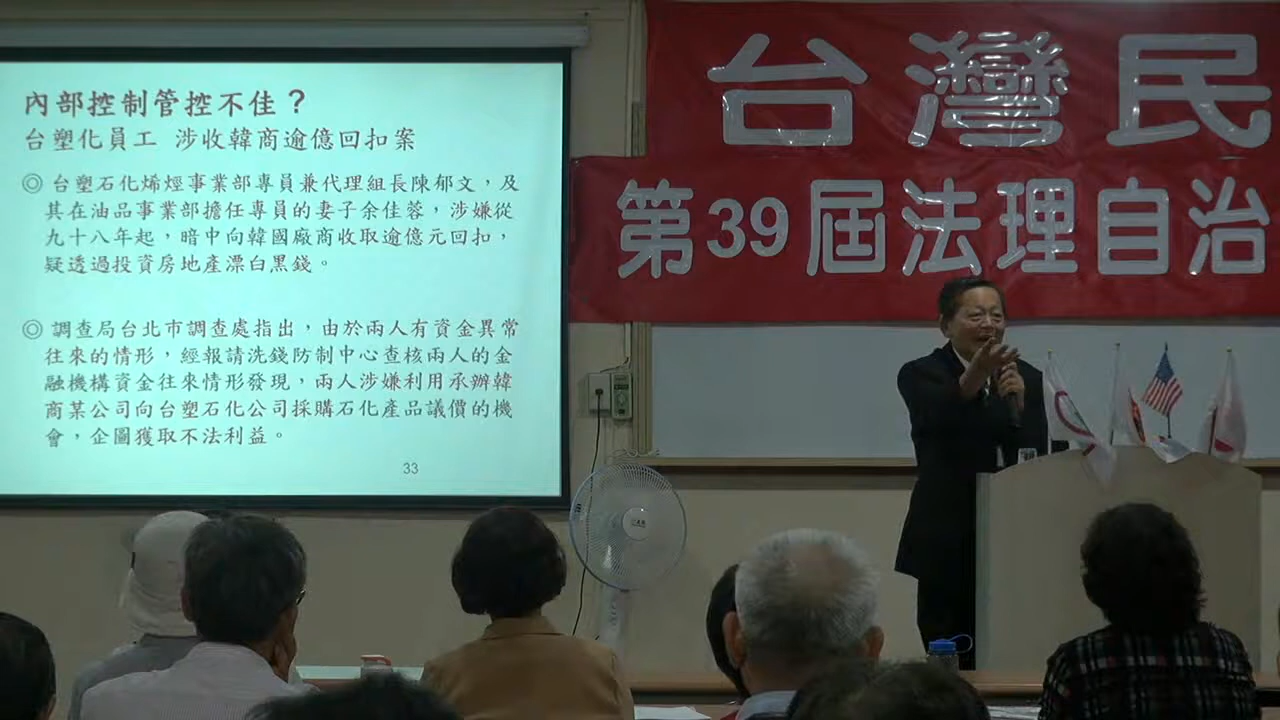 內部控制管控不佳？
台塑化員工 涉收韓商逾億回扣案
◎ 台塑石化烯烴事業部專員兼代理組長陳郁文，及
其在油品事業部擔任專員的妻子余佳蓉，涉嫌從
九十八年起，暗中向韓國廠商收取逾億元回扣，
疑透過投資房地產漂白黑錢。
◎ 調查局台北市調查處指出，由於兩人有資金異常
往來的情形，經報請洗錢防制中心查核兩人的金
融機構資金往來情形發現，兩人涉嫌利用承辦韓
商某公司向台塑石化公司採購石化產品議價的機
會，企圖獲取不法利益。
33
台灣民
第39屆法理自治